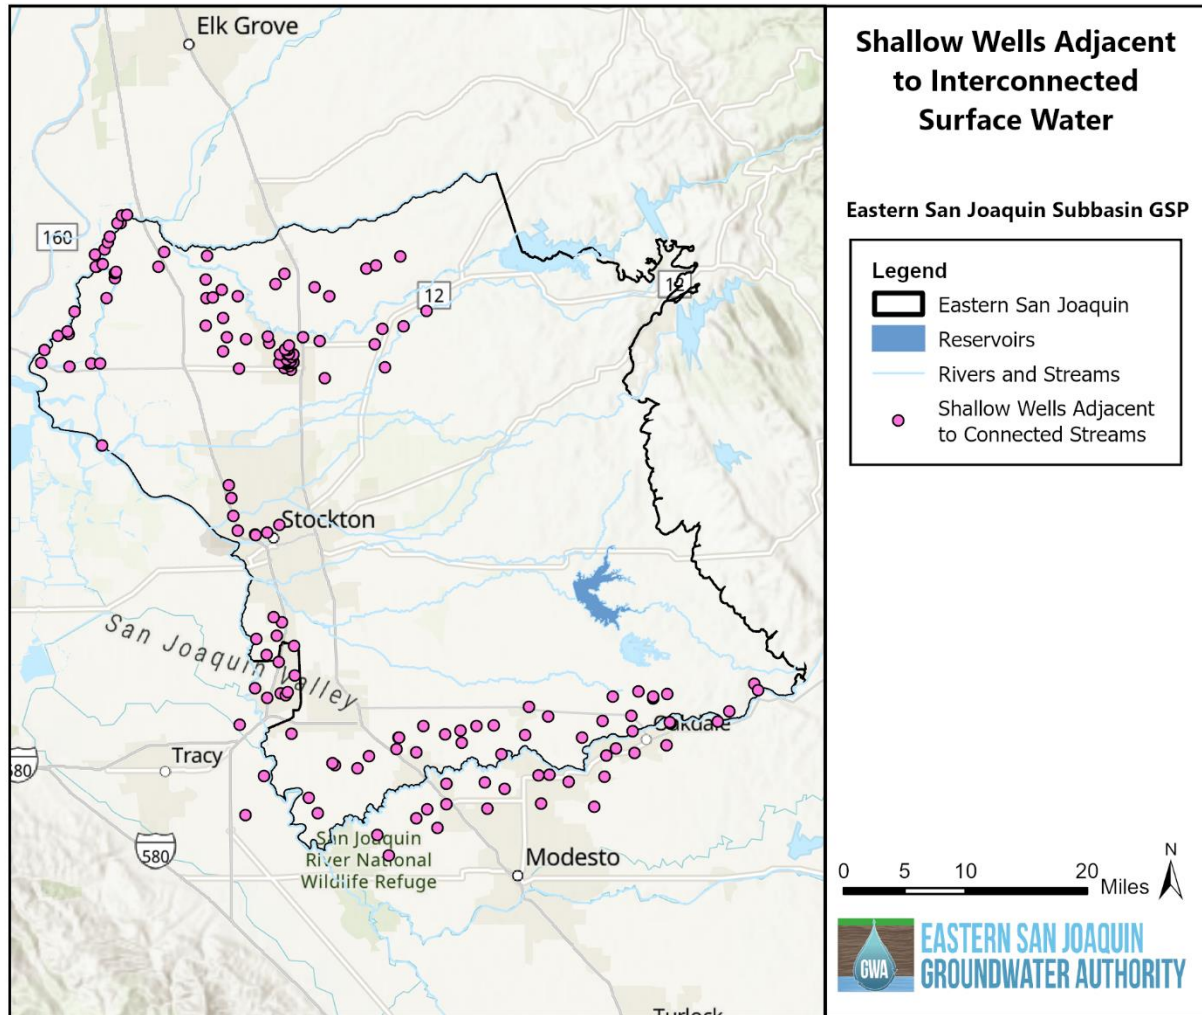 Elk Grove
160
12
12
Stockton
San Joaquin Valley
Tracy
580
580
San Joaquin
River National
Wildlife Refuge
Oakdale
Modesto
Turlock
Shallow Wells Adjacent
to Interconnected
Surface Water
Eastern San Joaquin Subbasin GSP
Legend
Eastern San Joaquin
Reservoirs
Rivers and Streams
Shallow Wells Adjacent
to Connected Streams
N
0 5 10 20
Miles
GWA
EASTERN SAN JOAQUIN
GROUNDWATER AUTHORITY